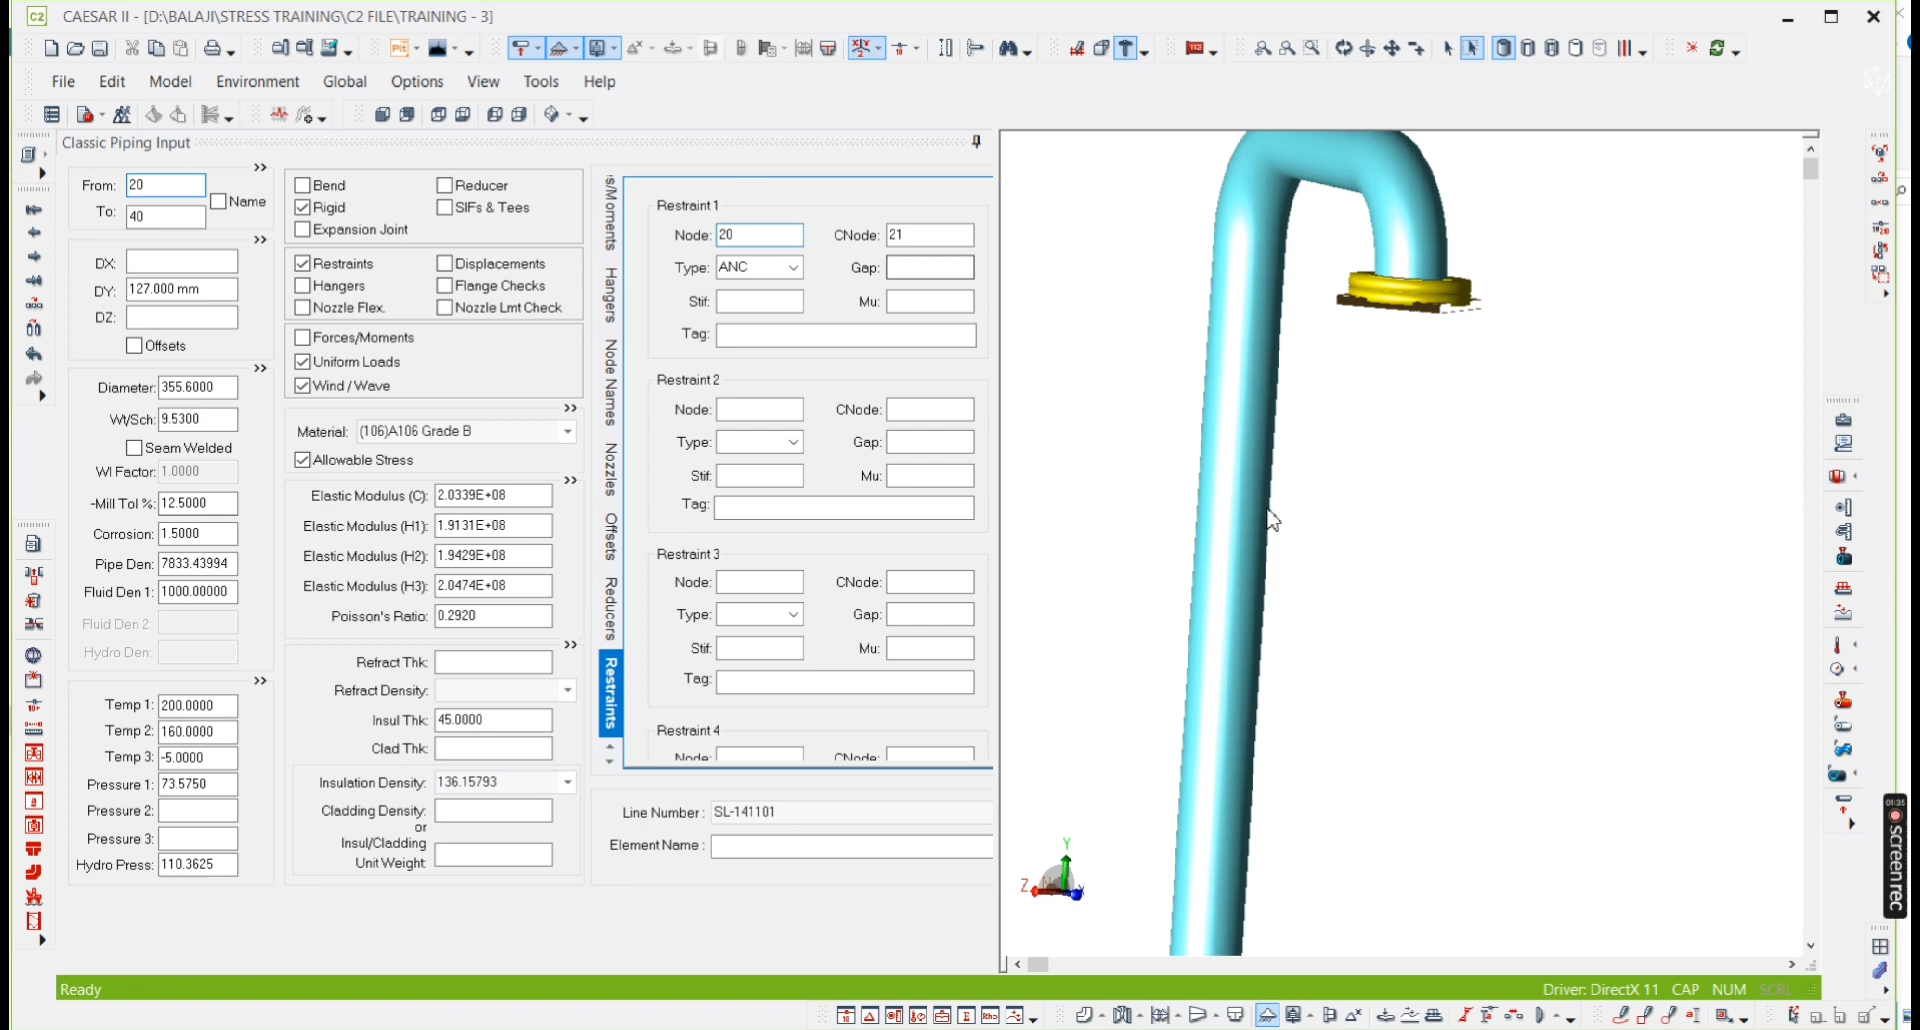 CAESAR II - [D:\BALAJI\STRESS TRAINING\C2 FILE\TRAINING - 3]
File Edit Model Environment Global Options View Tools Help
Classic Piping Input
From: 20
To: 40
Name
DX:
DY: 127.000 mm
DZ:
Offsets
Diameter: 355.6000
Wt/Sch: 9.5300
Seam Welded
WI Factor: 1.0000
-Mill Tol %: 12.5000
Corrosion: 1.5000
Pipe Den: 7833.43994
Fluid Den 1: 1000.00000
Fluid Den 2:
Hydro Den:
Temp 1: 200.0000
Temp 2: 160.0000
Temp 3: -5.0000
Pressure 1: 73.5750
Pressure 2:
Pressure 3:
Hydro Press: 110.3625
Bend Reducer
Rigid SIFs & Tees
Expansion Joint
Restraints Displacements
Hangers Flange Checks
Nozzle Flex. Nozzle Lmt Check
Forces/Moments
Uniform Loads
Wind / Wave
Material: (106)A106 Grade B
Allowable Stress
Elastic Modulus (C): 2.0339E+08
Elastic Modulus (H1): 1.9131E+08
Elastic Modulus (H2): 1.9429E+08
Elastic Modulus (H3): 2.0474E+08
Poisson's Ratio: 0.2920
Refract Thk:
Refract Density:
Insul Thk: 45.0000
Clad Thk:
Insulation Density: 136.15793
Cladding Density:
or
Insul/Cladding
Unit Weight:
s/Moments
Hangers
Node Names
Nozzles
Offsets
Reducers
Restraints
Restraint 1
Node: 20 CNode: 21
Type: ANC Gap:
Stif: Mu:
Tag:
Restraint 2
Node: CNode:
Type: Gap:
Stif: Mu:
Tag:
Restraint 3
Node: CNode:
Type: Gap:
Stif: Mu:
Tag:
Restraint 4
Node: CNode:
Line Number : SL-141101
Element Name :
Y
Z
01:35
screenrec
Ready
Driver: DirectX 11 CAP NUM SCRL